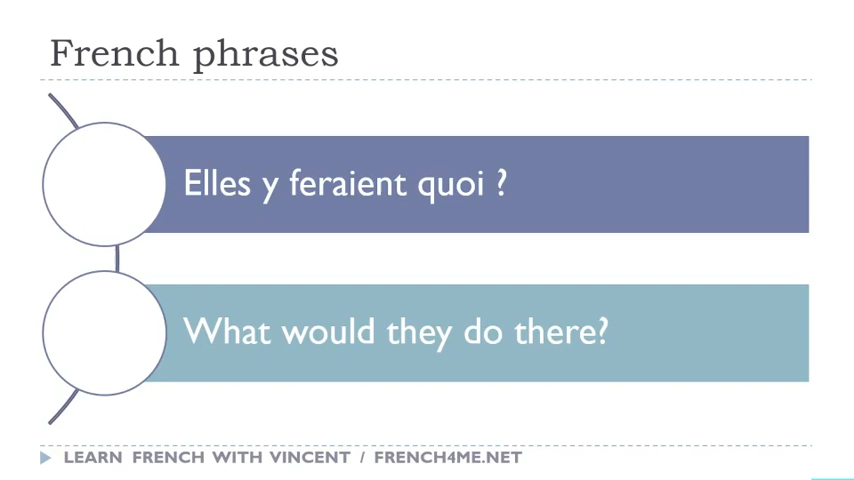 French phrases
Elles y feraient quoi ?
What would they do there?
LEARN FRENCH WITH VINCENT / FRENCH4ME.NET